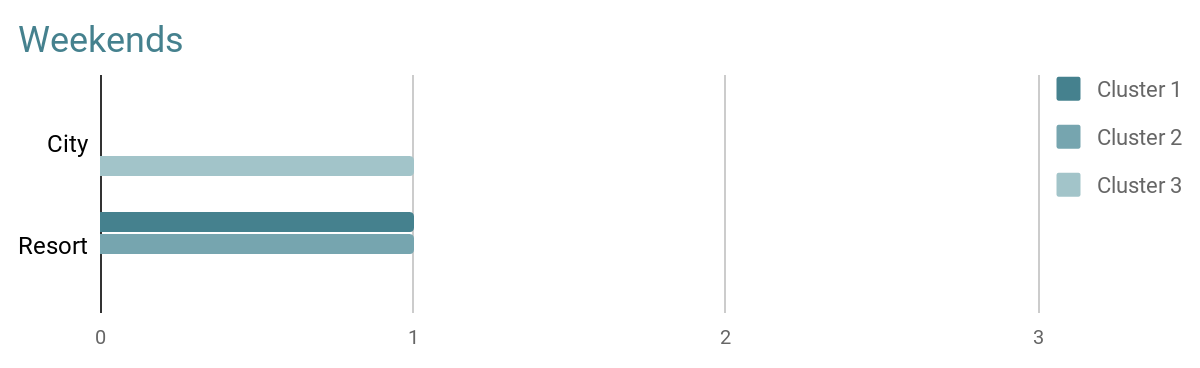 Weekends
City
Resort
0
1
2
3
Cluster 1
Cluster 2
Cluster 3